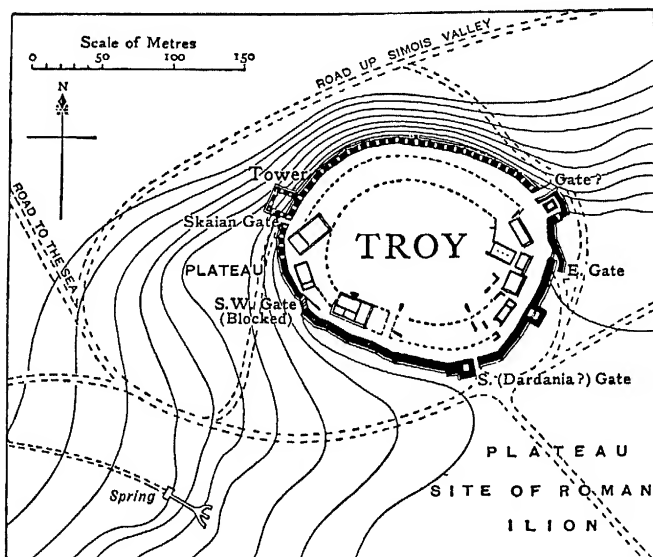 Scale of Metres
0 50 100 150
N
ROAD UP SIMOIS VALLEY
ROAD TO THE SEA
Tower
Gate?
Skaian Gate
TROY
PLATEAU
E. Gate
S.W. Gate
(Blocked)
S. (Dardania?) Gate
PLATEAU
SITE OF ROMAN
ILION
Spring